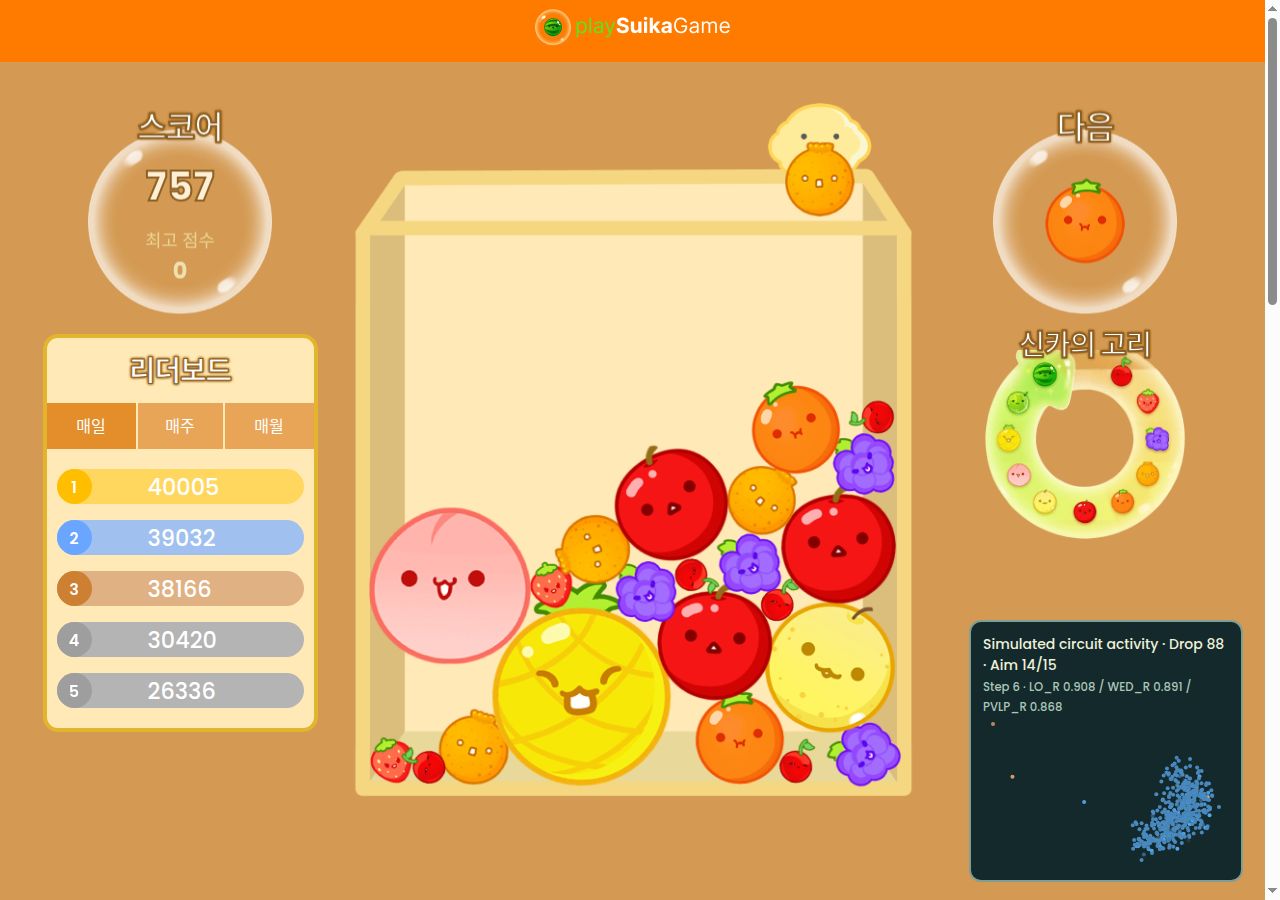 playSuikaGame
스코어
757
최고 점수
0
리더보드
매일 매주 매월
1 40005
2 39032
3 38166
4 30420
5 26336
다음
신카의 고리
Simulated circuit activity · Drop 88
· Aim 14/15
Step 6 · LO_R 0.908 / WED_R 0.891 /
PVLP_R 0.868